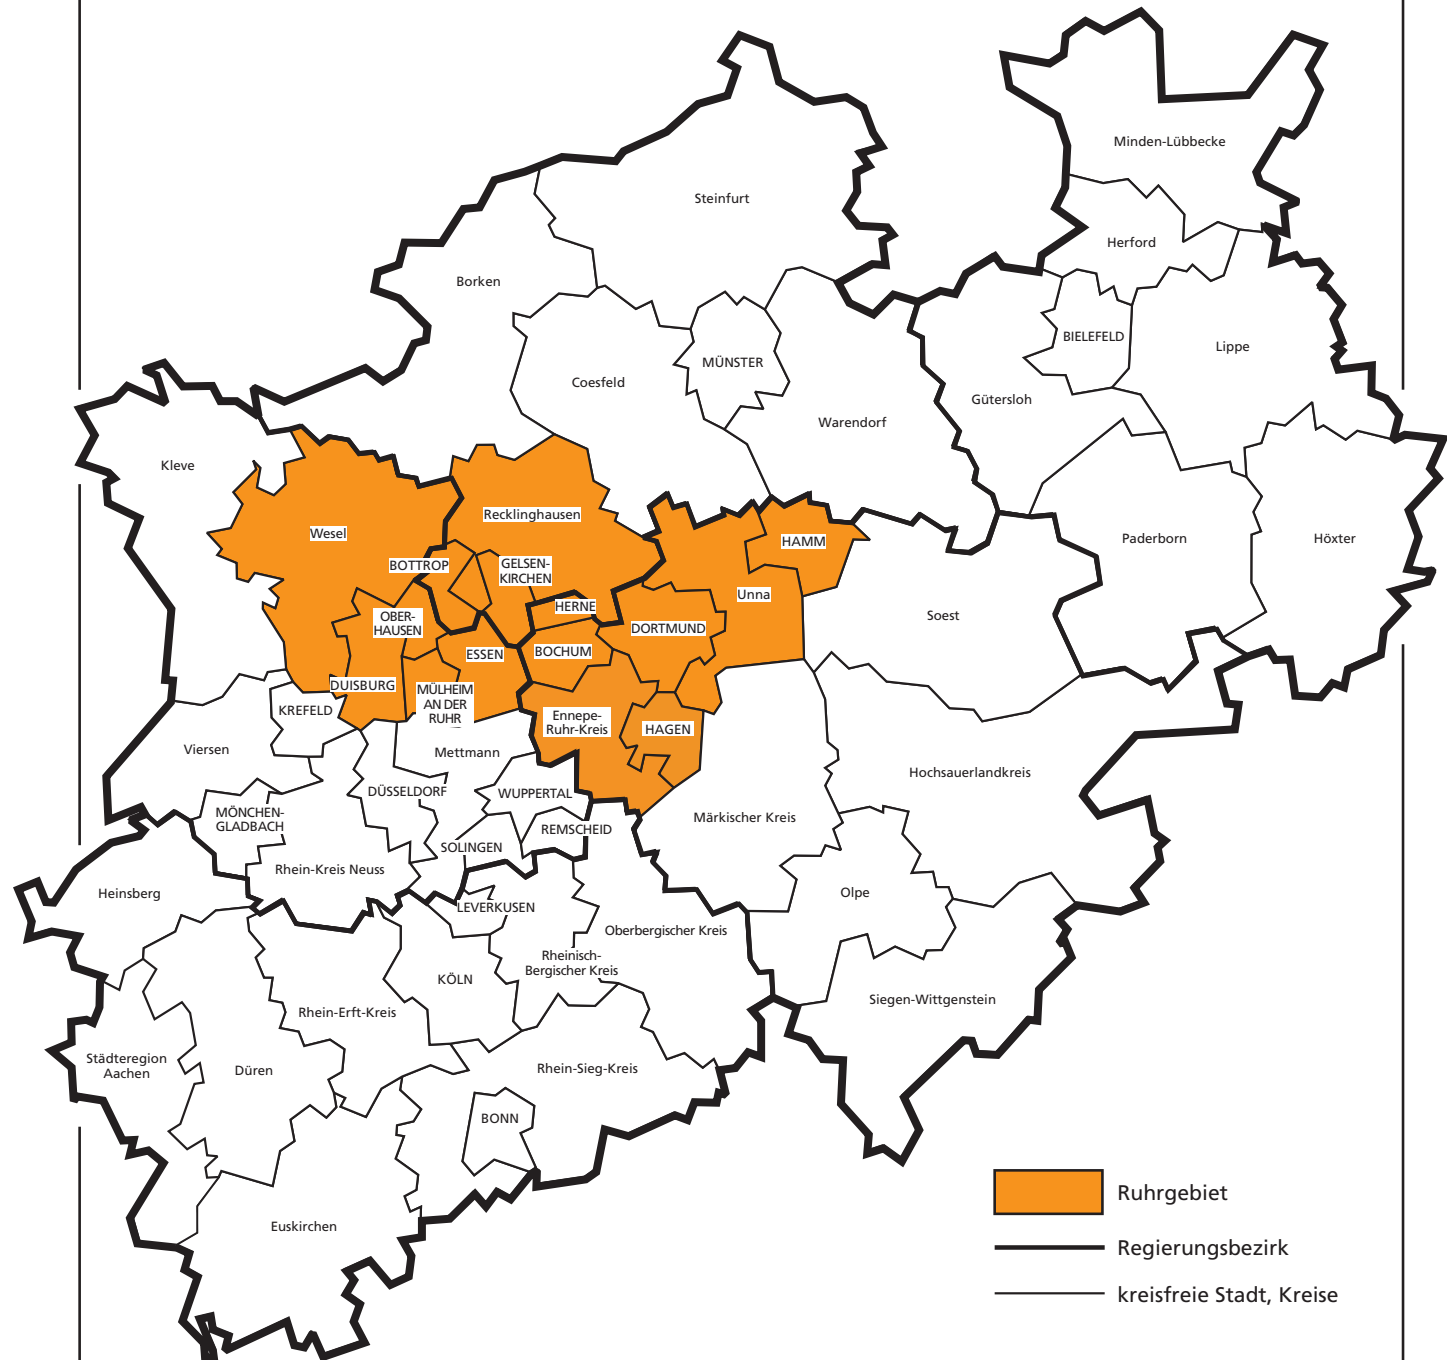 Minden-Lübbecke
Steinfurt
Herford
Borken
BIELEFELD
Lippe
MÜNSTER
Coesfeld
Gütersloh
Warendorf
Kleve
Recklinghausen
Wesel
HAMM
Paderborn
Höxter
BOTTROP
GELSEN-
KIRCHEN
Unna
HERNE
Soest
OBER-
HAUSEN
DORTMUND
ESSEN
BOCHUM
DUISBURG
MÜLHEIM
AN DER
RUHR
KREFELD
Ennepe-
Ruhr-Kreis
HAGEN
Viersen
Mettmann
Hochsauerlandkreis
DÜSSELDORF
WUPPERTAL
MÖNCHEN-
GLADBACH
Märkischer Kreis
REMSCHEID
SOLINGEN
Rhein-Kreis Neuss
Heinsberg
Olpe
LEVERKUSEN
Oberbergischer Kreis
Rheinisch-
Bergischer Kreis
KÖLN
Siegen-Wittgenstein
Rhein-Erft-Kreis
Städteregion
Aachen
Düren
Rhein-Sieg-Kreis
BONN
Euskirchen
Ruhrgebiet
Regierungsbezirk
kreisfreie Stadt, Kreise